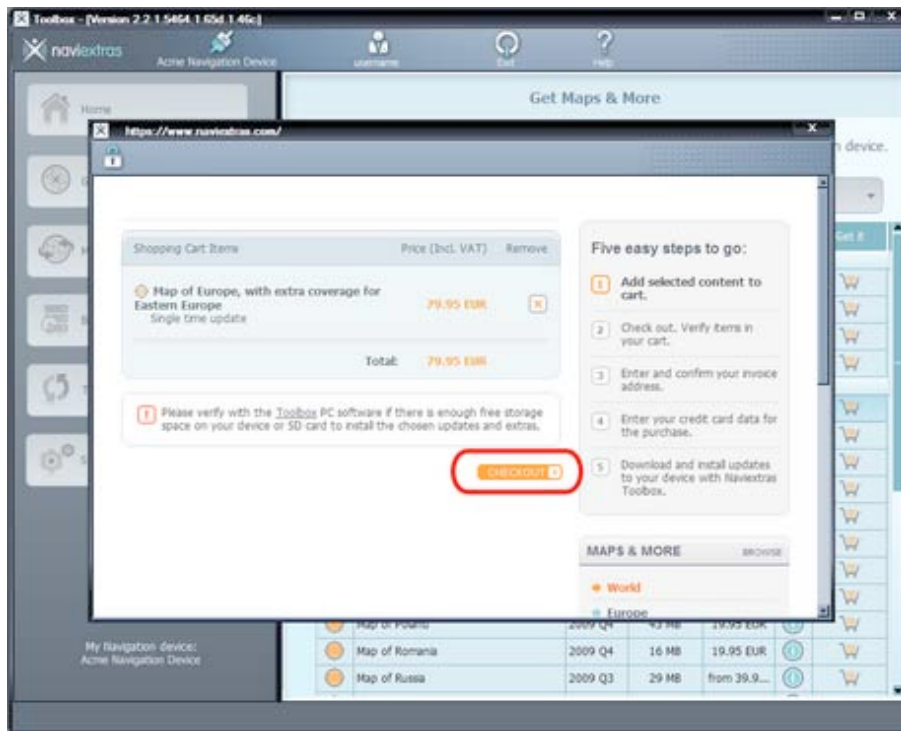 Toolbox - [Version 2.2.1.5464.1.65d.1.46c]
naviextras
Acme Navigation Device
username
Exit
Help
Home
Get Maps & More
n device.
https://www.naviextras.com/
Get it
Shopping Cart Items Price (Incl. VAT) Remove
Map of Europe, with extra coverage for
Eastern Europe 79.95 EUR
Single time update
Total: 79.95 EUR
Please verify with the Toolbox PC software if there is enough free storage
space on your device or SD card to install the chosen updates and extras.
CHECKOUT
Five easy steps to go:
1 Add selected content to
cart.
2 Check out. Verify items in
your cart.
3 Enter and confirm your invoice
address.
4 Enter your credit card data for
the purchase.
5 Download and install updates
to your device with Naviextras
Toolbox.
MAPS & MORE BROWSE
World
Europe
Map of Poland 2009 Q4 43 MB 19.95 EUR
Map of Romania 2009 Q4 16 MB 19.95 EUR
Map of Russia 2009 Q3 29 MB from 39.9...
My Navigation device:
Acme Navigation Device